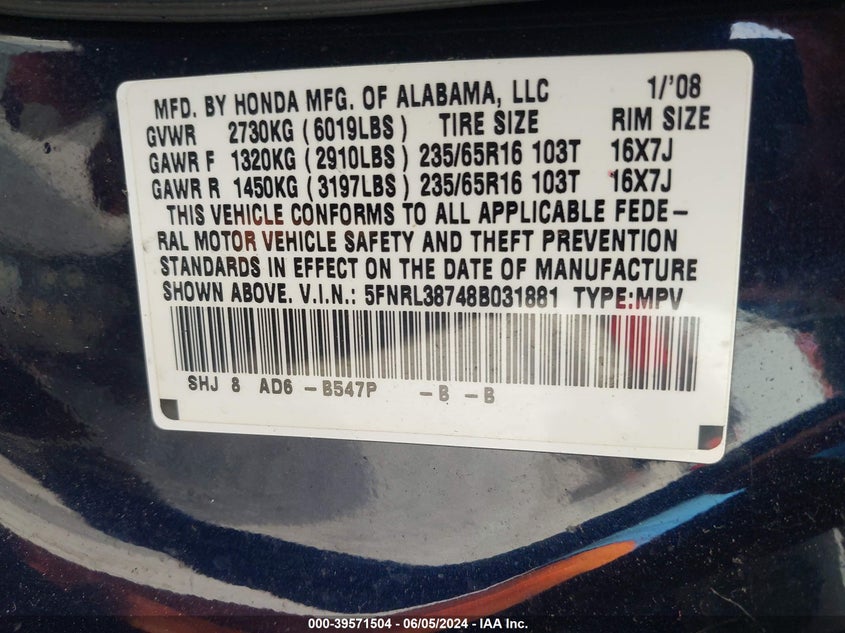 MFD. BY HONDA MFG. OF ALABAMA, LLC 1/'08
GVWR 2730KG (6019LBS) TIRE SIZE RIM SIZE
GAWR F 1320KG (2910LBS) 235/65R16 103T 16X7J
GAWR R 1450KG (3197LBS) 235/65R16 103T 16X7J
THIS VEHICLE CONFORMS TO ALL APPLICABLE FEDE-
RAL MOTOR VEHICLE SAFETY AND THEFT PREVENTION
STANDARDS IN EFFECT ON THE DATE OF MANUFACTURE
SHOWN ABOVE. V.I.N.: 5FNRL38748B031881 TYPE:MPV
SHJ 8 AD6 -B547P -B -B
000-39571504 - 06/05/2024 - IAA Inc.